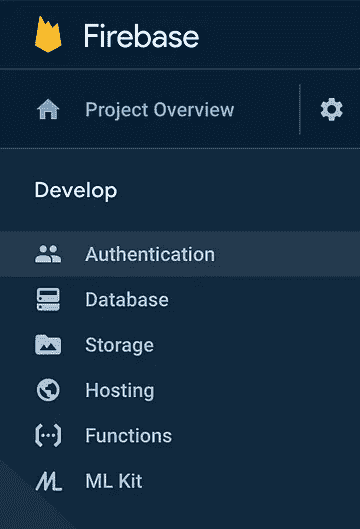 Firebase
Project Overview
Develop
Authentication
Database
Storage
Hosting
Functions
ML Kit